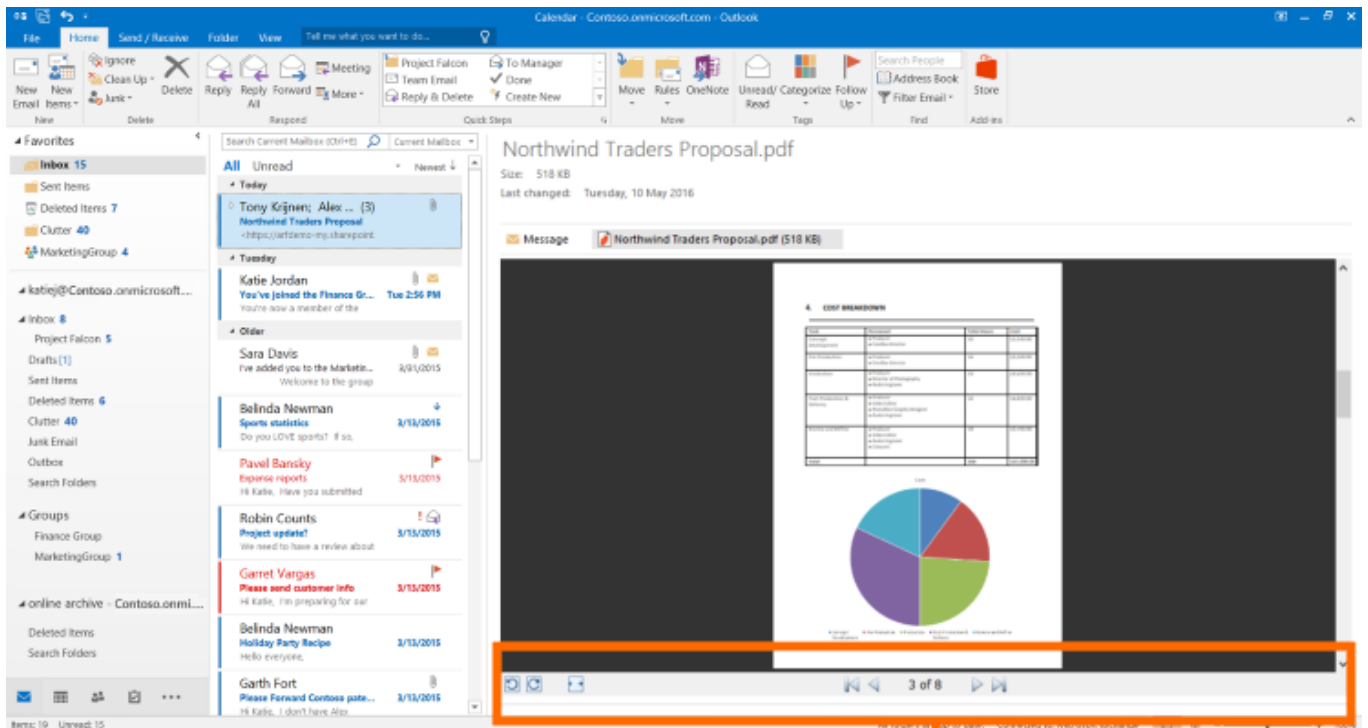 Calendar - Contoso.onmicrosoft.com - Outlook
File Home Send / Receive Folder View Tell me what you want to do...
New Email
New Items
Ignore
Clean Up
Junk
Delete
Reply
Reply All
Forward
Meeting
More
Project Falcon
Team Email
Reply & Delete
To Manager
Done
Create New
Move
Rules
OneNote
Unread/ Read
Categorize
Follow Up
Search People
Address Book
Filter Email
Store
New Delete Respond Quick Steps Move Tags Find Add-ins
Favorites
Inbox 15
Sent Items
Deleted Items 7
Clutter 40
MarketingGroup 4
katiej@Contoso.onmicrosoft....
Inbox 8
Project Falcon 5
Drafts [1]
Sent Items
Deleted Items 6
Clutter 40
Junk Email
Outbox
Search Folders
Groups
Finance Group
MarketingGroup 1
online archive - Contoso.onmi....
Deleted Items
Search Folders
Items: 19 Unread: 15
Search Current Mailbox (Ctrl+E) Current Mailbox
All Unread Newest
Today
Tony Krijnen; Alex ... (3)
Northwind Traders Proposal
<https://arfdemo-my.sharepoint
Tuesday
Katie Jordan
You've joined the Finance Gr... Tue 2:56 PM
You're now a member of the
Older
Sara Davis
I've added you to the Marketin... 3/31/2015
Welcome to the group
Belinda Newman
Sports statistics 3/13/2015
Do you LOVE sports? If so,
Pavel Bansky
Expense reports 3/13/2015
Hi Katie, Have you submitted
Robin Counts
Project update? 3/13/2015
We need to have a review about
Garret Vargas
Please send customer info 3/13/2015
Hi Katie, I'm preparing for our
Belinda Newman
Holiday Party Recipe 3/13/2015
Hello everyone,
Garth Fort
Please Forward Contoso pate... 3/13/2015
Hi Katie, I don't have Alex
Northwind Traders Proposal.pdf
Size: 518 KB
Last changed: Tuesday, 10 May 2016
Message Northwind Traders Proposal.pdf (518 KB)
4. COST BREAKDOWN
3 of 8